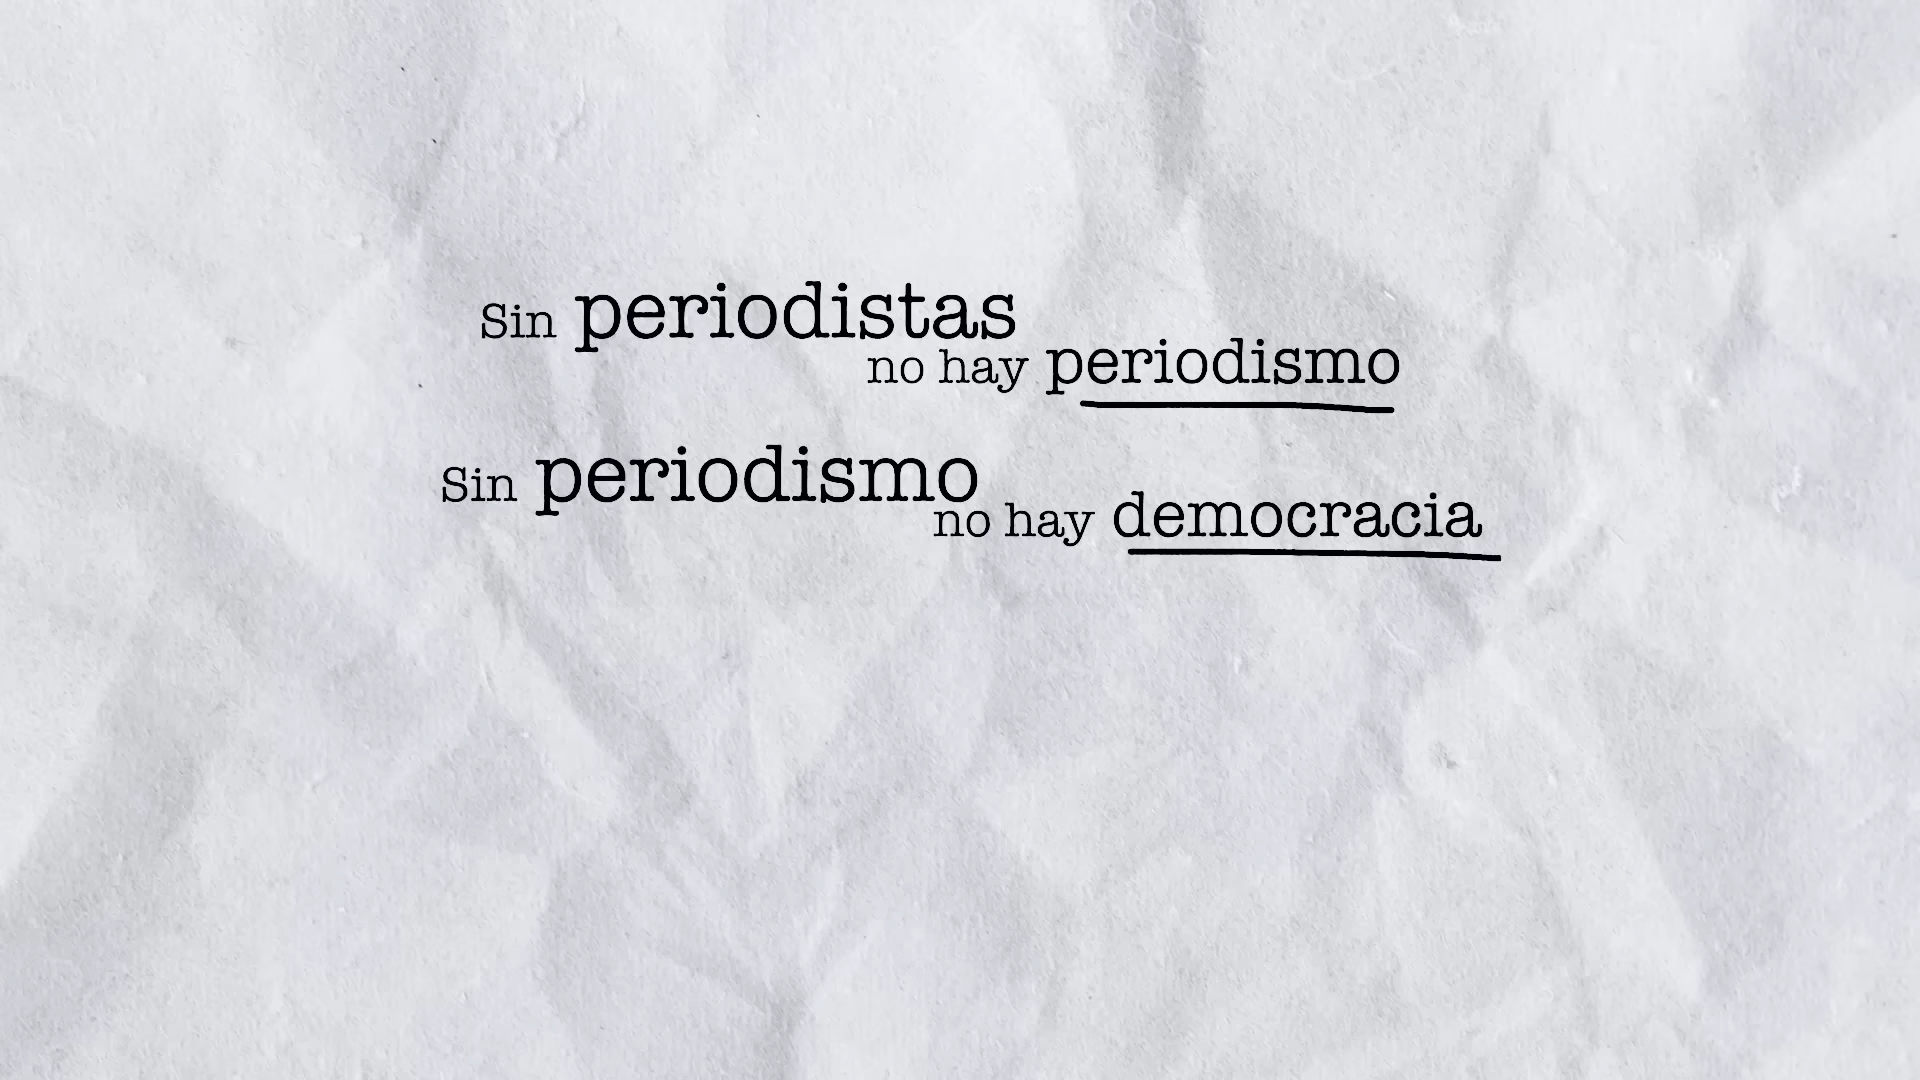 Sin periodistas
no hay periodismo
Sin periodismo
no hay democracia